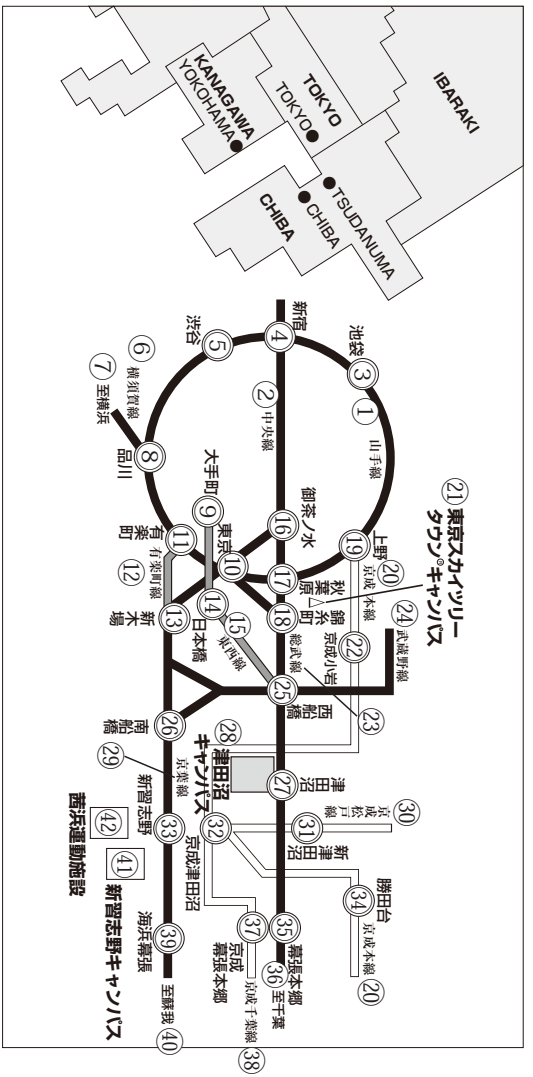 IBARAKI
TOKYO
TOKYO
KANAGAWA
YOKOHAMA
TSUDANUMA
CHIBA
CHIBA
① 山手線
② 中央線
③ 池袋
④ 新宿
⑤ 渋谷
⑥ 横須賀線
⑦ 至横浜
⑧ 品川
⑨ 大手町
⑩ 東京
⑪ 有楽町
⑫ 有楽町線
⑬ 新木場
⑭ 日本橋
⑮ 東西線
⑯ 御茶ノ水
⑰ 秋葉原
⑱ 錦糸町
⑲ 上野
⑳ 京成本線
㉑ 東京スカイツリー
タウン®キャンパス
㉒ 京成小岩
㉓ 総武線
㉔ 武蔵野線
㉕ 西船橋
㉖ 南船橋
㉗ 津田沼
㉘ 津田沼
キャンパス
㉙ 京葉線
㉚ 京成松戸線
㉛ 新津田沼
㉜ 京成津田沼
㉝ 新習志野
㉞ 勝田台
京成本線 ⑳
㉟ 幕張本郷
㊱ 至千葉
㊲ 京成
幕張本郷
京成千葉線 ㊳
㊴ 海浜幕張
至蘇我 ㊵
㊶ 新習志野キャンパス
㊷ 茜浜運動施設